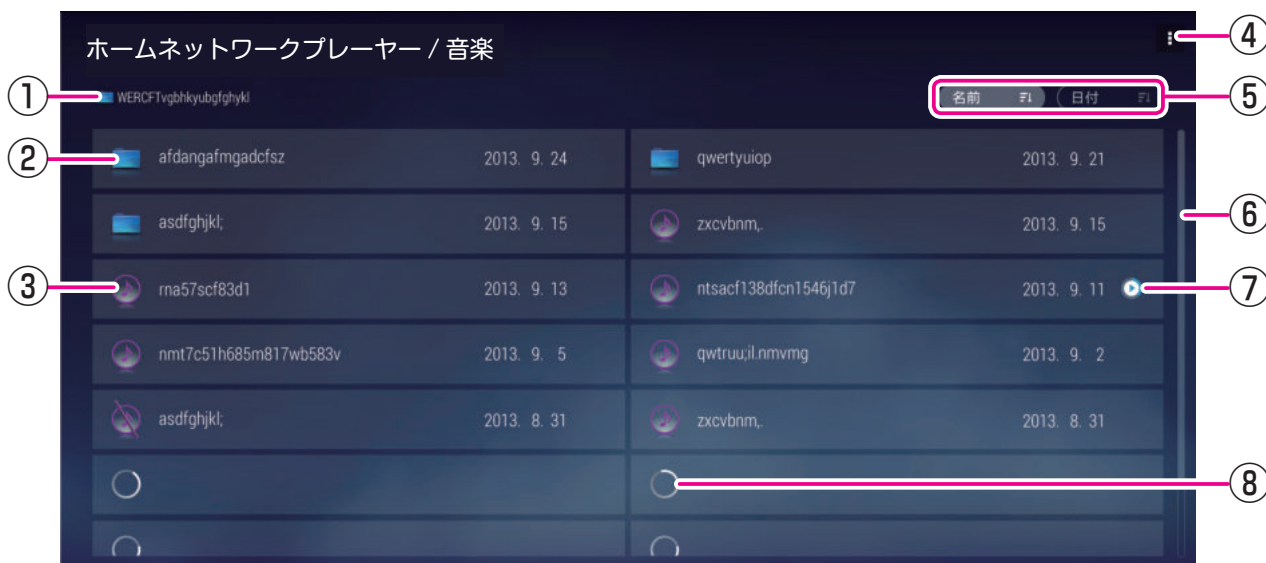 ホームネットワークプレーヤー / 音楽
④
① WERCFTvgbhkyubgfghykl
名前 日付 ⑤
② afdangafmgadcfsz 2013. 9. 24 qwertyuiop 2013. 9. 21
asdfghjkl; 2013. 9. 15 zxcvbnm,. 2013. 9. 15
⑥
③ rna57scf83d1 2013. 9. 13 ntsacf138dfcn1546j1d7 2013. 9. 11 ⑦
nmt7c51h685m817wb583v 2013. 9. 5 qwtruu;il.nmvmg 2013. 9. 2
asdfghjkl; 2013. 8. 31 zxcvbnm,. 2013. 8. 31
⑧